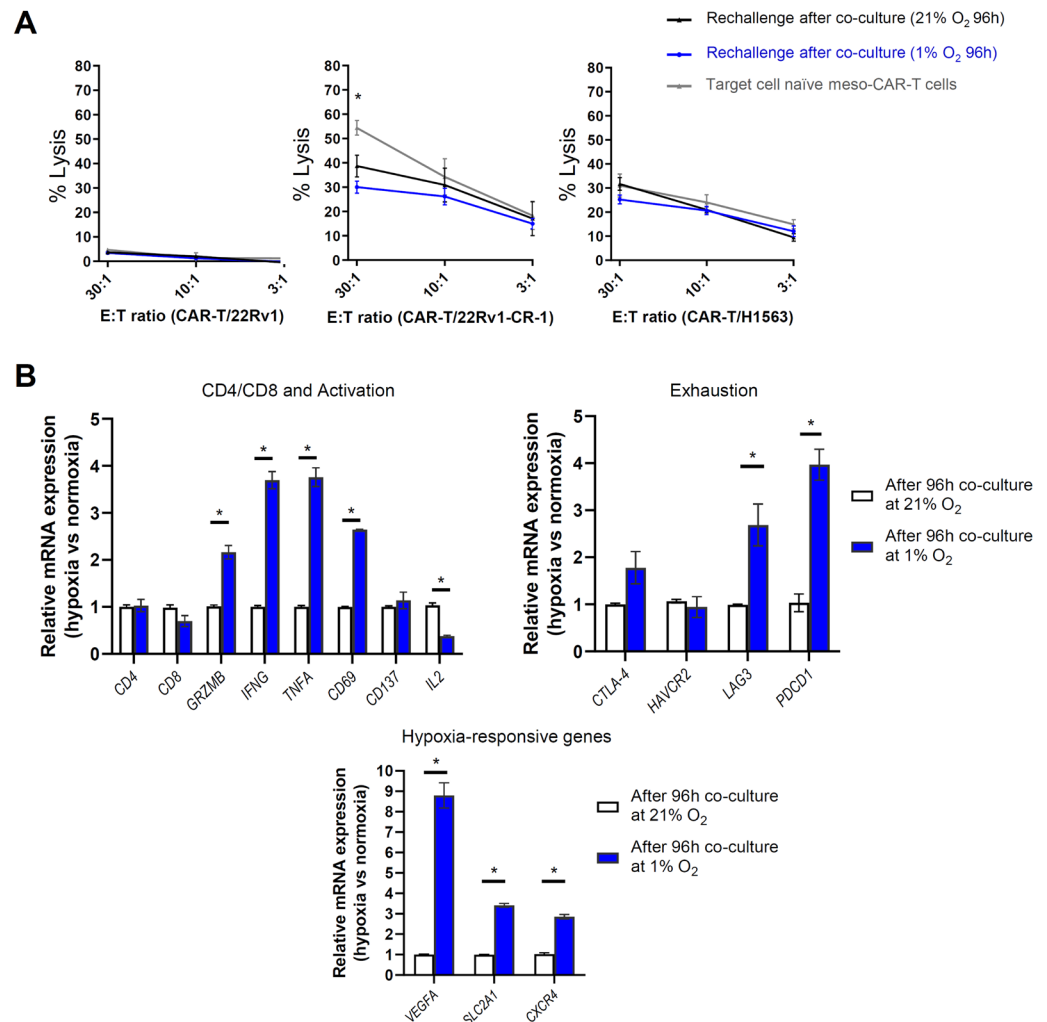 A
Rechallenge after co-culture (21% O2 96h)
Rechallenge after co-culture (1% O2 96h)
Target cell naïve meso-CAR-T cells
% Lysis
80
70
60
50
40
30
20
10
0
30:1
10:1
3:1
E:T ratio (CAR-T/22Rv1)
% Lysis
80
70
60
50
40
30
20
10
0
*
30:1
10:1
3:1
E:T ratio (CAR-T/22Rv1-CR-1)
% Lysis
80
70
60
50
40
30
20
10
0
30:1
10:1
3:1
E:T ratio (CAR-T/H1563)
B
CD4/CD8 and Activation
Relative mRNA expression
(hypoxia vs normoxia)
5
4
3
2
1
0
*
*
*
*
*
CD4
CD8
GRZMB
IFNG
TNFA
CD69
CD137
IL2
Exhaustion
Relative mRNA expression
(hypoxia vs normoxia)
5
4
3
2
1
0
*
*
CTLA-4
HAVCR2
LAG3
PDCD1
After 96h co-culture
at 21% O2
After 96h co-culture
at 1% O2
Hypoxia-responsive genes
Relative mRNA expression
(hypoxia vs normoxia)
10
9
8
7
6
5
4
3
2
1
0
*
*
*
VEGFA
SLC2A1
CXCR4
After 96h co-culture
at 21% O2
After 96h co-culture
at 1% O2